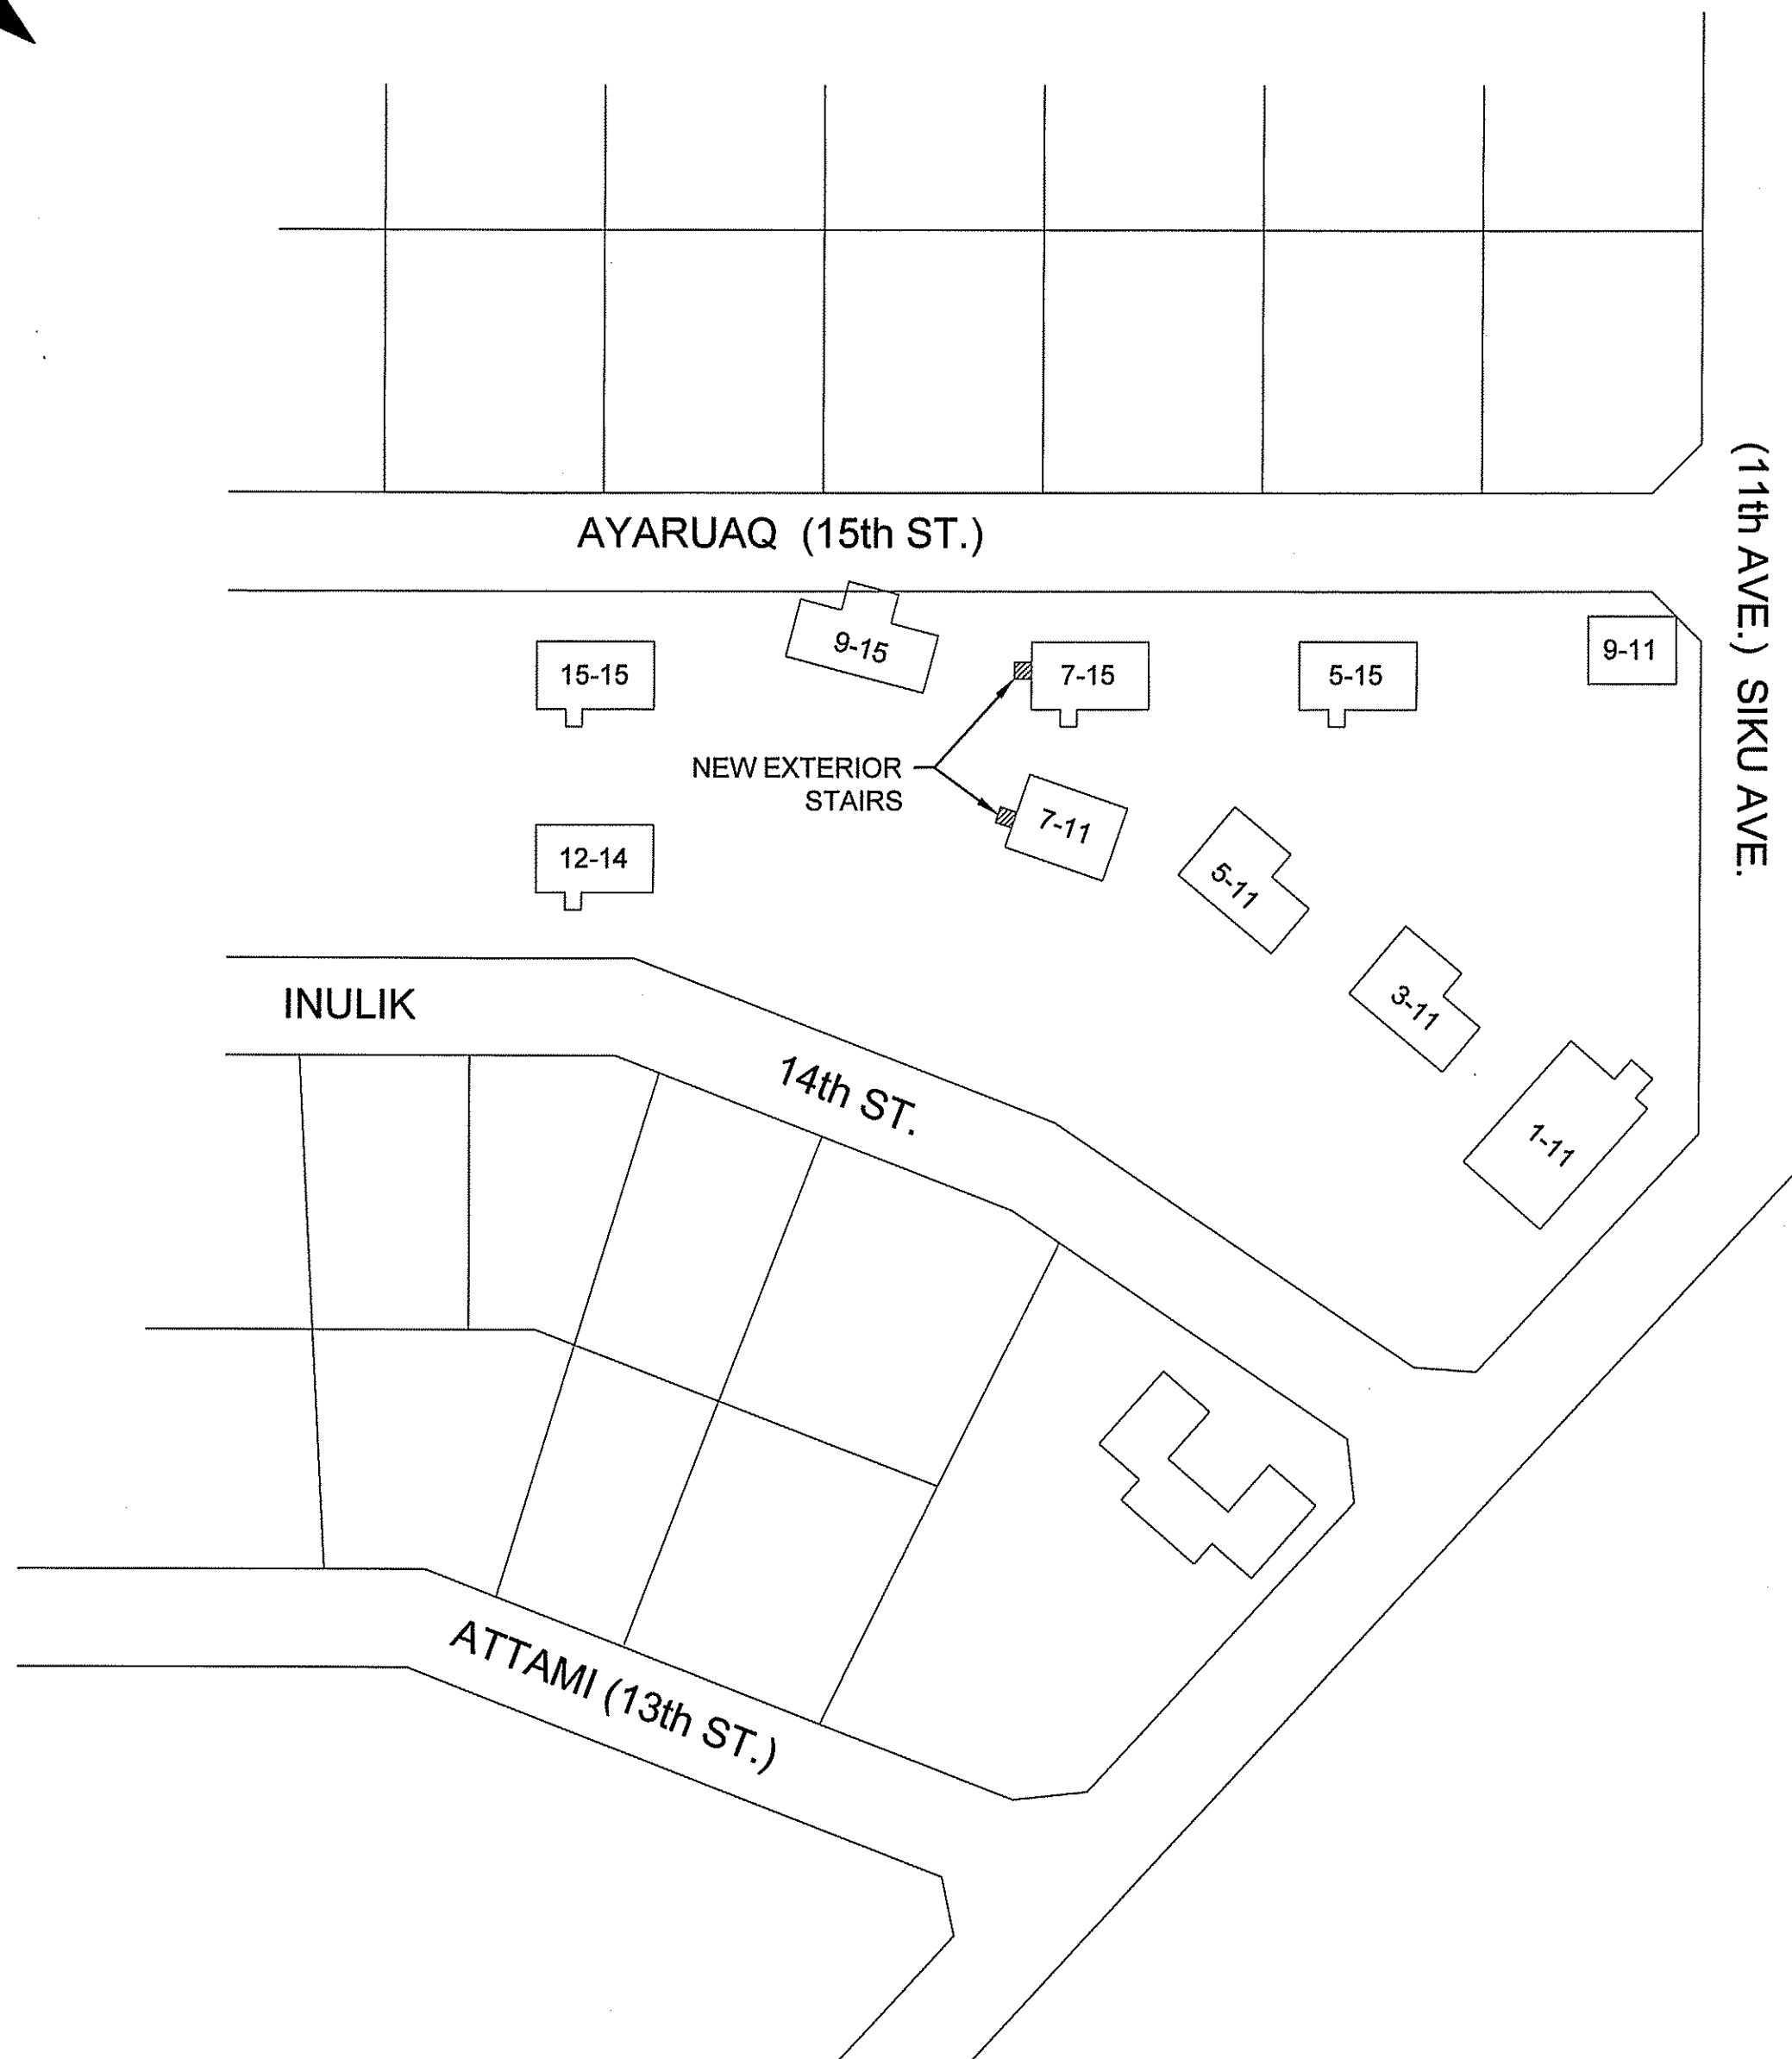 (11th AVE.) SIKU AVE.
AYARUAQ (15th ST.)
9-15
15-15
7-15
5-15
9-11
NEW EXTERIOR
STAIRS
7-11
12-14
5-11
3-11
1-11
INULIK
14th ST.
ATTAMI (13th ST.)